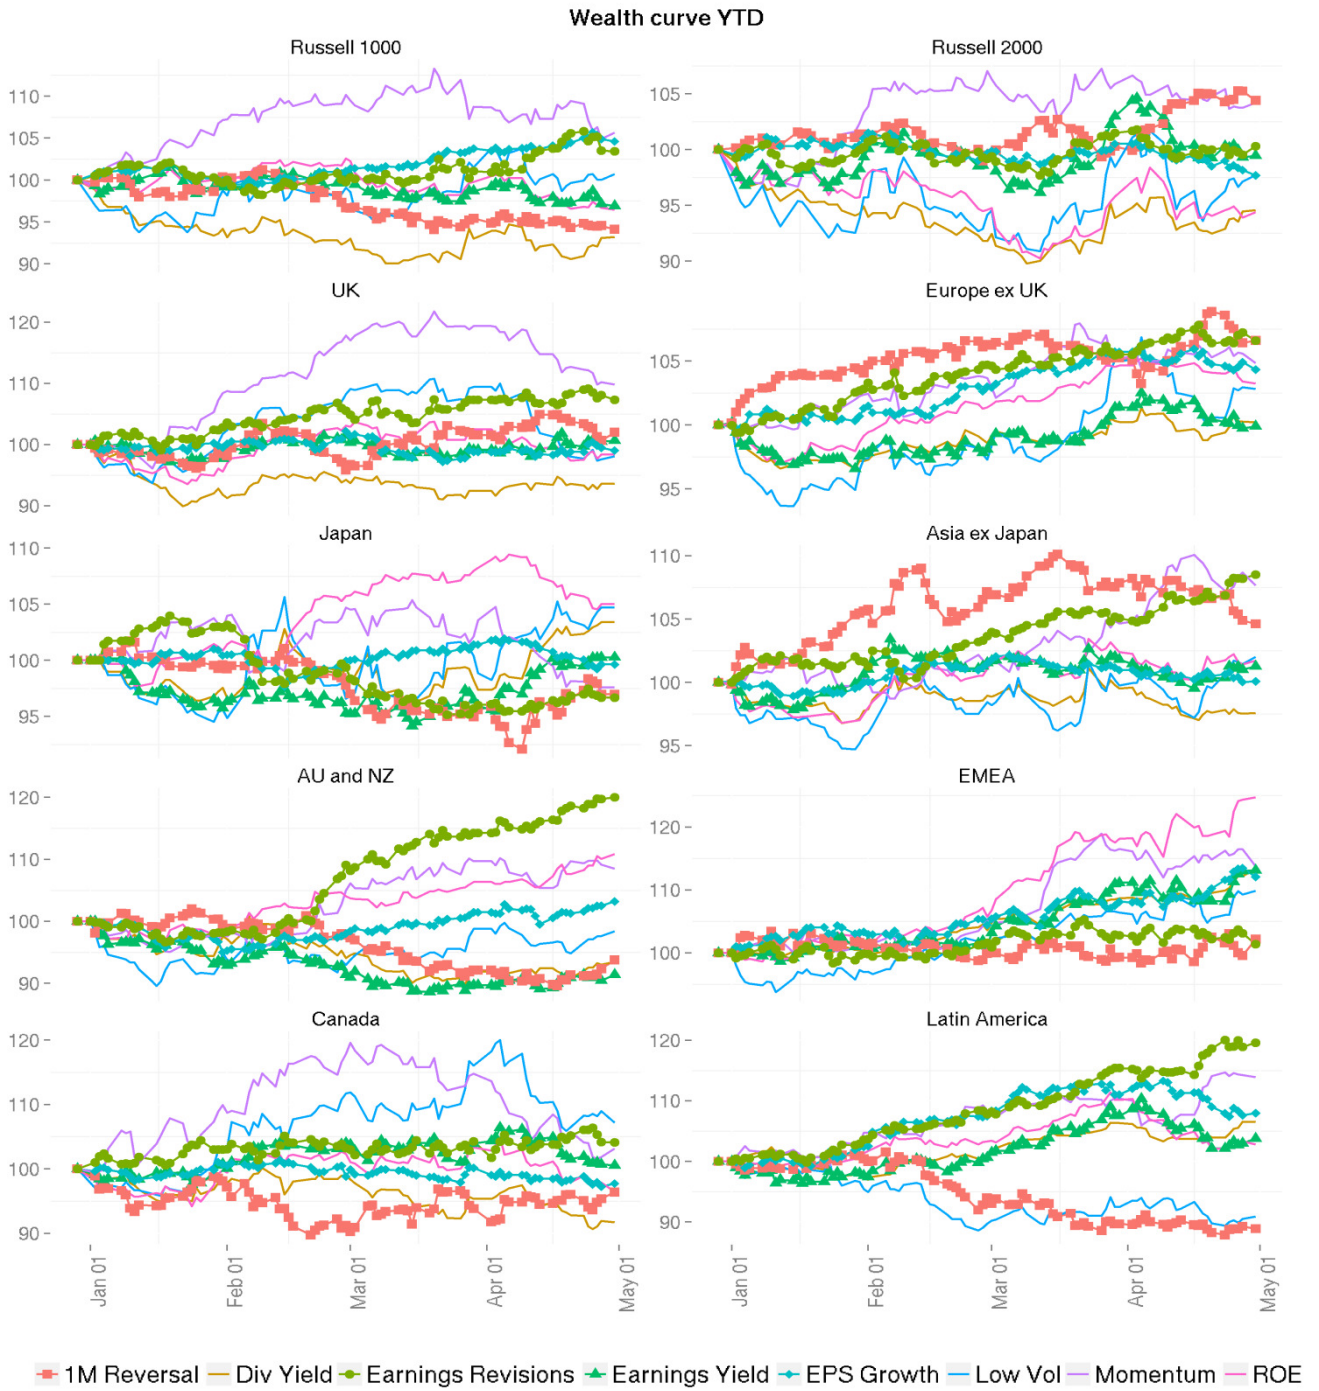 Wealth curve YTD
Russell 1000
Russell 2000
110
105
100
95
90
105
100
95
90
UK
Europe ex UK
120
110
100
90
105
100
95
Japan
Asia ex Japan
110
105
100
95
110
105
100
95
AU and NZ
EMEA
120
110
100
90
120
110
100
Canada
Latin America
120
110
100
90
120
110
100
90
Jan 01
Feb 01
Mar 01
Apr 01
May 01
Jan 01
Feb 01
Mar 01
Apr 01
May 01
1M Reversal Div Yield Earnings Revisions Earnings Yield EPS Growth Low Vol Momentum ROE